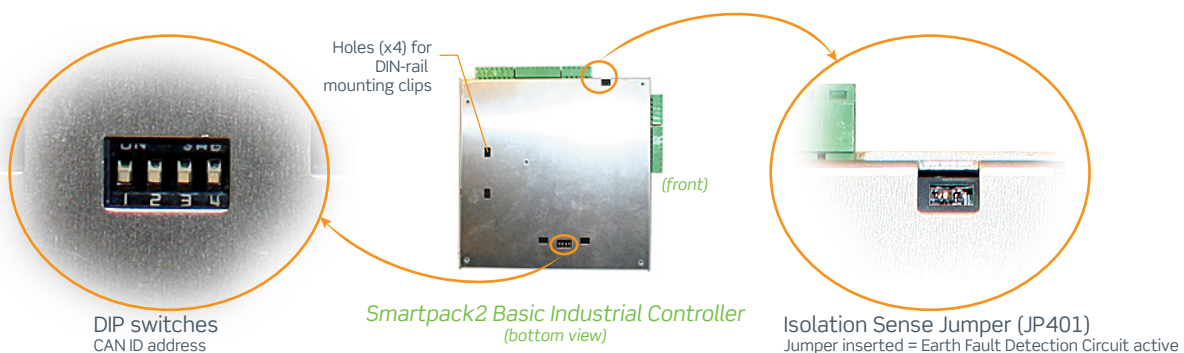 Holes (x4) for
DIN-rail
mounting clips
ON
1 2 3 4
(front)
DIP switches
CAN ID address
Smartpack2 Basic Industrial Controller
(bottom view)
Isolation Sense Jumper (JP401)
Jumper inserted = Earth Fault Detection Circuit active